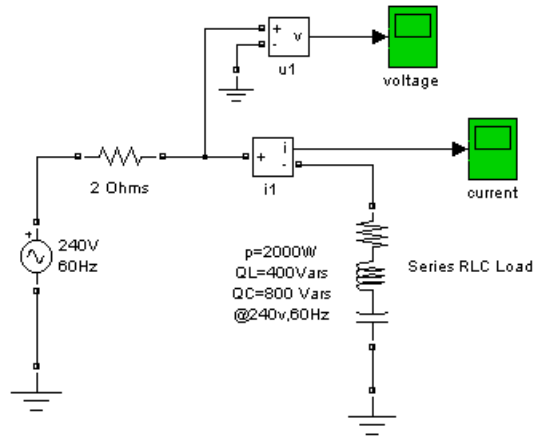 +
-
v
u1
voltage
+
i
-
i1
current
2 Ohms
+
240V
60Hz
p=2000W
QL=400Vars
QC=800 Vars
@240v,60Hz
Series RLC Load